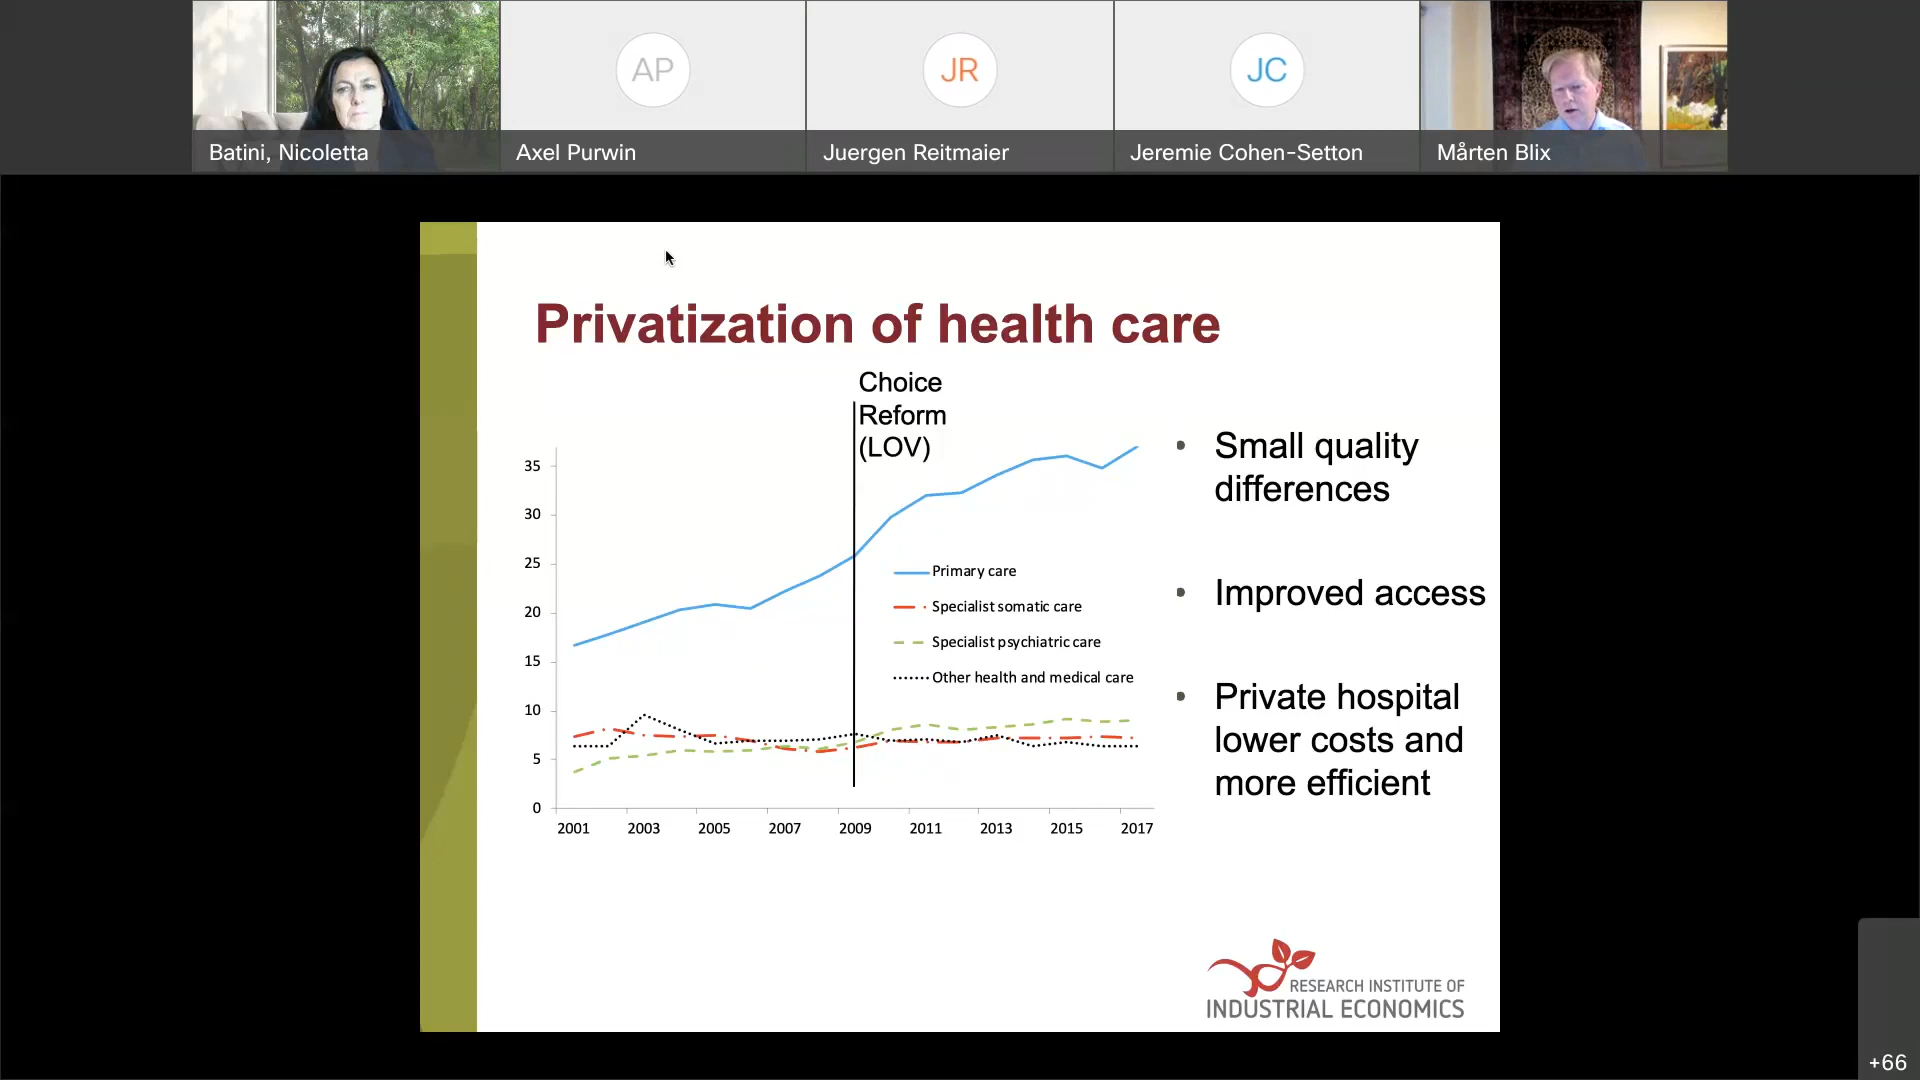 AP
JR
JC
Batini, Nicoletta
Axel Purwin
Juergen Reitmaier
Jeremie Cohen-Setton
Mårten Blix
Privatization of health care
Choice
Reform
(LOV)
35
30
25
20
15
10
5
0
Primary care
Specialist somatic care
Specialist psychiatric care
Other health and medical care
2001 2003 2005 2007 2009 2011 2013 2015 2017
• Small quality
differences
• Improved access
• Private hospital
lower costs and
more efficient
RESEARCH INSTITUTE OF
INDUSTRIAL ECONOMICS
+66